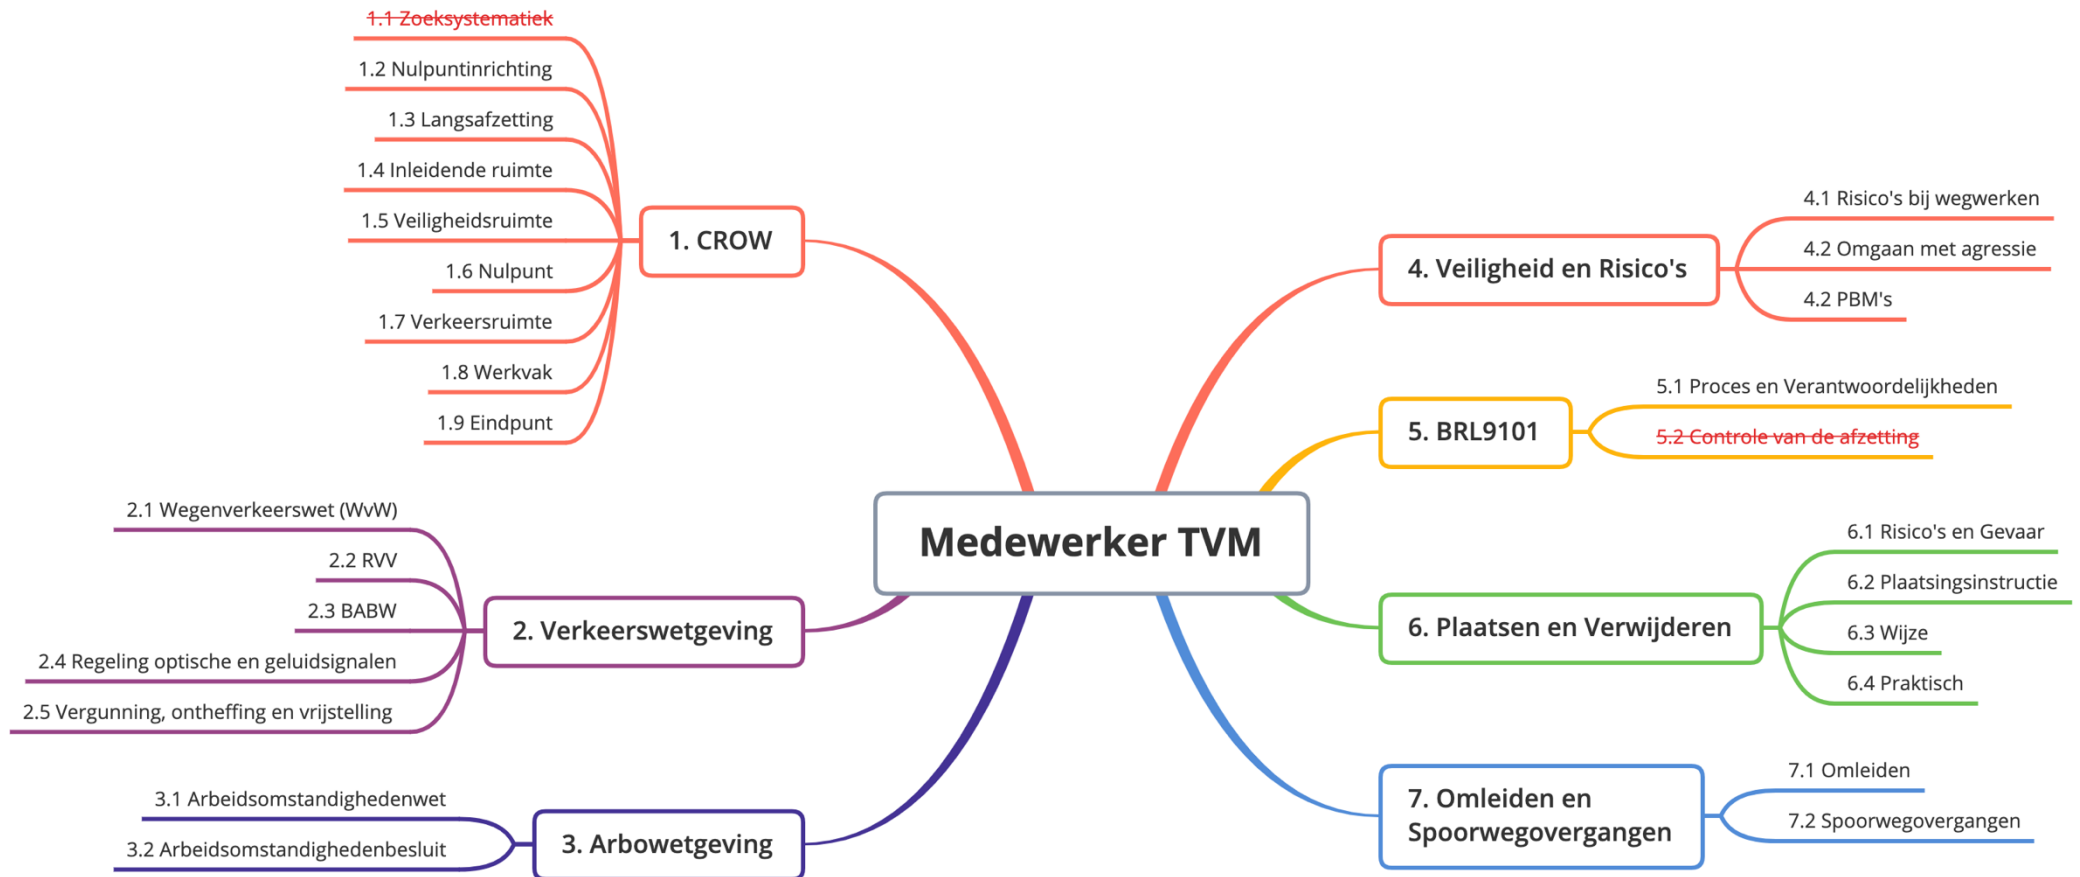 1.1 Zoeksystematiek
1.2 Nulpuntinrichting
1.3 Langsafzetting
1.4 Inleidende ruimte
1.5 Veiligheidsruimte
1.6 Nulpunt
1.7 Verkeersruimte
1.8 Werkvak
1.9 Eindpunt
1. CROW
2.1 Wegenverkeerswet (WvW)
2.2 RVV
2.3 BABW
2.4 Regeling optische en geluidsignalen
2.5 Vergunning, ontheffing en vrijstelling
2. Verkeerswetgeving
3.1 Arbeidsomstandighedenwet
3.2 Arbeidsomstandighedenbesluit
3. Arbowetgeving
Medewerker TVM
4. Veiligheid en Risico's
4.1 Risico's bij wegwerken
4.2 Omgaan met agressie
4.2 PBM's
5. BRL9101
5.1 Proces en Verantwoordelijkheden
5.2 Controle van de afzetting
6. Plaatsen en Verwijderen
6.1 Risico's en Gevaar
6.2 Plaatsingsinstructie
6.3 Wijze
6.4 Praktisch
7. Omleiden en
Spoorwegovergangen
7.1 Omleiden
7.2 Spoorwegovergangen